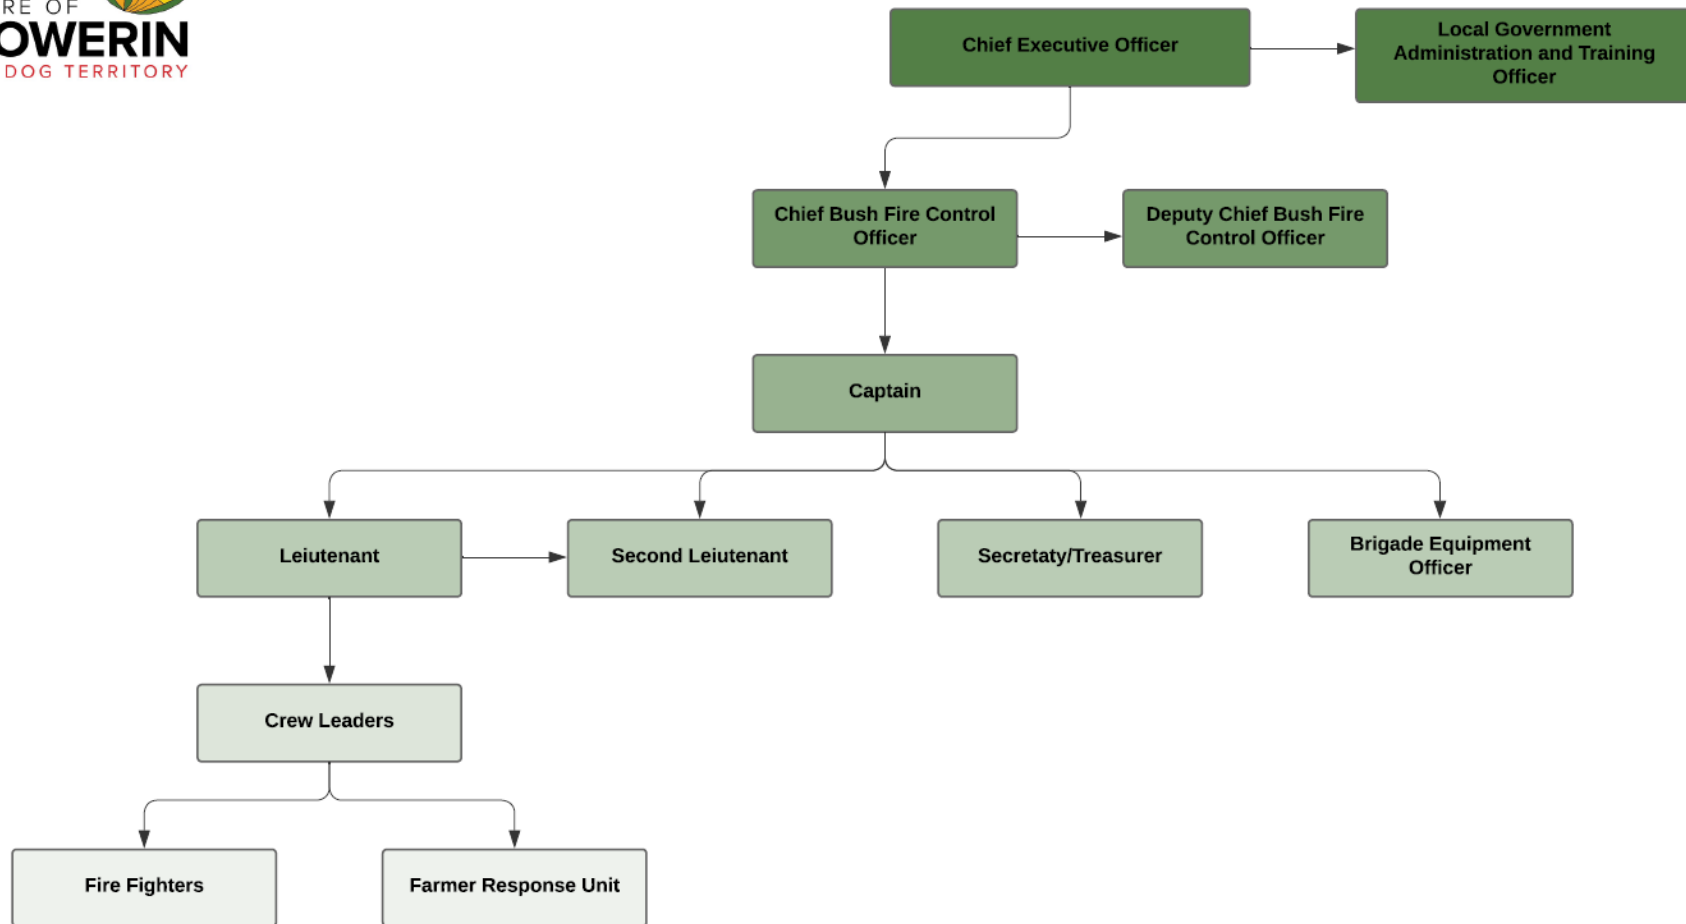 RE OF
OWERIN
DOG TERRITORY
Chief Executive Officer
Local Government
Administration and Training
Officer
Chief Bush Fire Control
Officer
Deputy Chief Bush Fire
Control Officer
Captain
Leiutenant
Second Leiutenant
Secretaty/Treasurer
Brigade Equipment
Officer
Crew Leaders
Fire Fighters
Farmer Response Unit